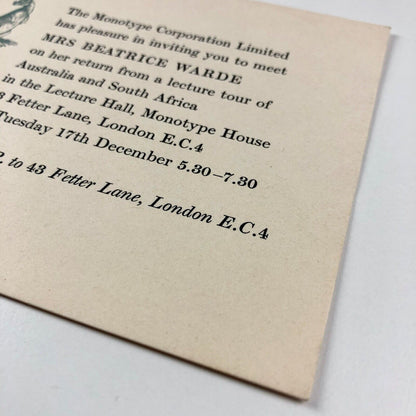 The Monotype Corporation Limited
has pleasure in inviting you to meet
MRS BEATRICE WARDE
on her return from a lecture tour of
Australia and South Africa
in the Lecture Hall, Monotype House
3 Fetter Lane, London E.C.4
Tuesday 17th December 5.30–7.30
to 43 Fetter Lane, London E.C.4